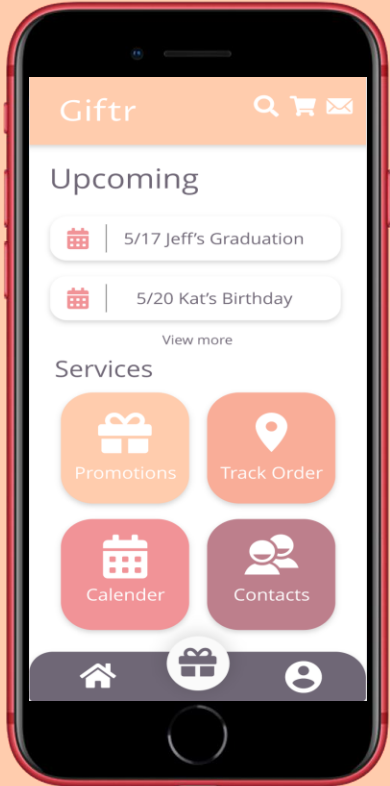 Giftr
Upcoming
5/17 Jeff’s Graduation
5/20 Kat’s Birthday
View more
Services
Promotions
Track Order
Calender
Contacts